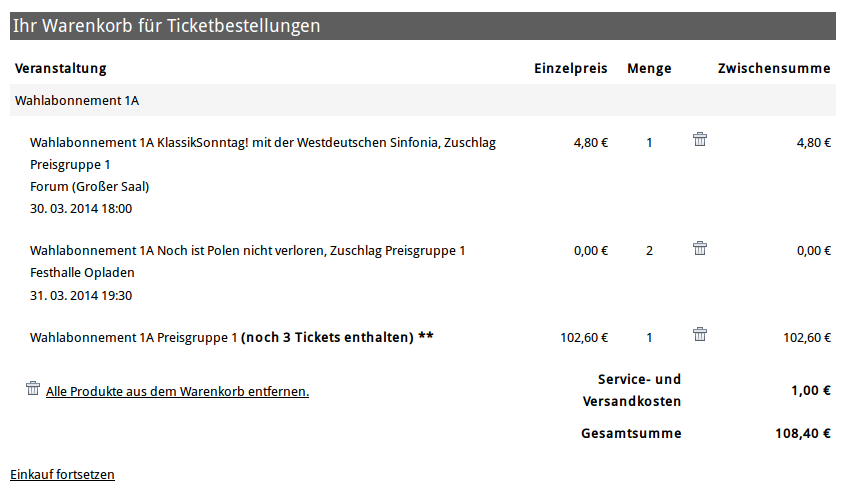 Ihr Warenkorb für Ticketbestellungen
Veranstaltung Einzelpreis Menge Zwischensumme
Wahlabonnement 1A
Wahlabonnement 1A KlassikSonntag! mit der Westdeutschen Sinfonia, Zuschlag 4,80 € 1 4,80 €
Preisgruppe 1
Forum (Großer Saal)
30. 03. 2014 18:00
Wahlabonnement 1A Noch ist Polen nicht verloren, Zuschlag Preisgruppe 1 0,00 € 2 0,00 €
Festhalle Opladen
31. 03. 2014 19:30
Wahlabonnement 1A Preisgruppe 1 (noch 3 Tickets enthalten) ** 102,60 € 1 102,60 €
Alle Produkte aus dem Warenkorb entfernen.
Service- und
Versandkosten
1,00 €
Gesamtsumme 108,40 €
Einkauf fortsetzen